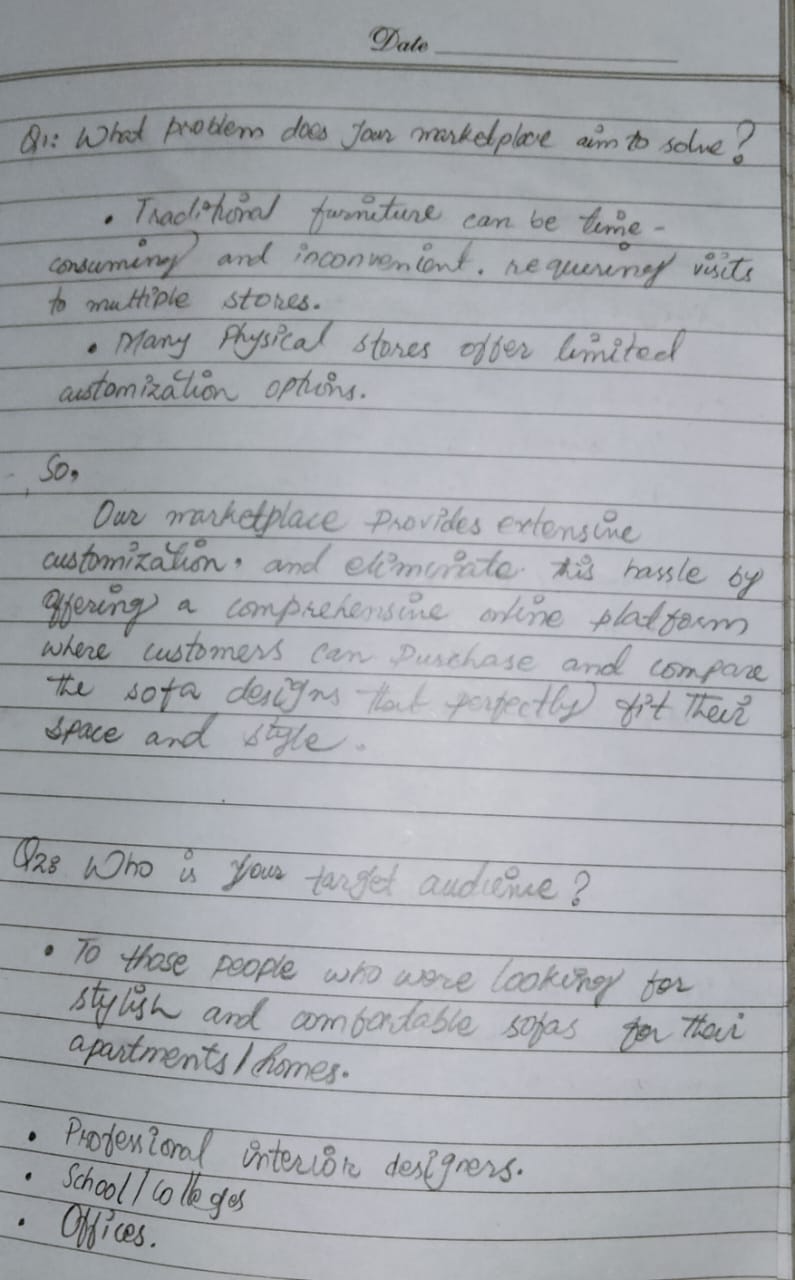 Date
Q1: What problem does your marketplace aim to solve?
• Traditional furniture can be time-
consuming and inconvenient. requering visits
to multiple stores.
• Many Physical stores offer limited
customization options.
So,
Our marketplace provides extensive
customization, and eliminate this hassle by
offering a comprehensive online platform
where customers can purchase and compare
the sofa designs that perfectly fit their
space and style.
Q2: Who is your target audience?
• To those people who were looking for
stylish and comfortable sofas for their
apartments/homes.
• Professional interior designers.
• School/colleges
• Offices.